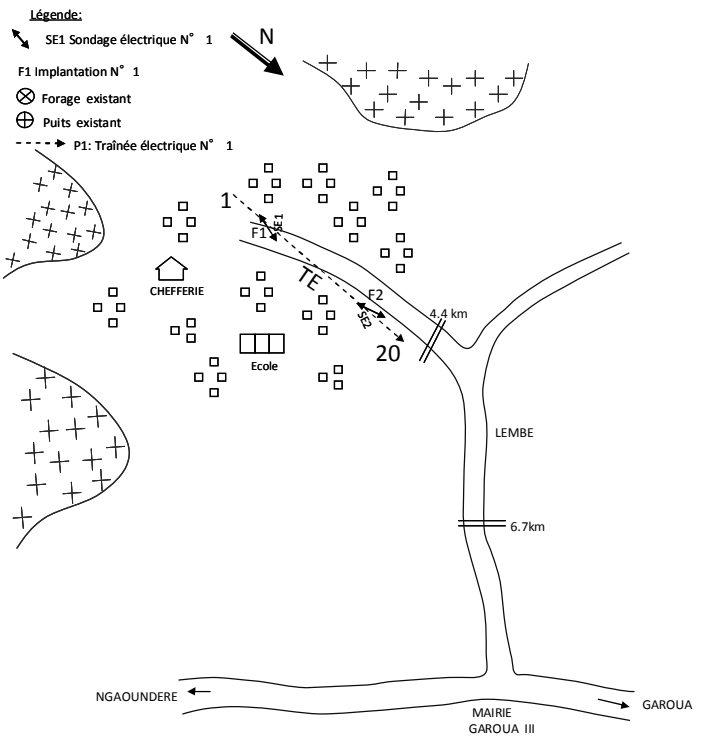 Légende:
SE1 Sondage électrique N° 1
F1 Implantation N° 1
Forage existant
Puits existant
P1: Traînée électrique N° 1
N
1
SE1
F1
CHEFFERIE
TE
F2
SE2
4.4 km
20
Ecole
LEMBE
6.7km
NGAOUNDERE
GAROUA
MAIRIE
GAROUA III